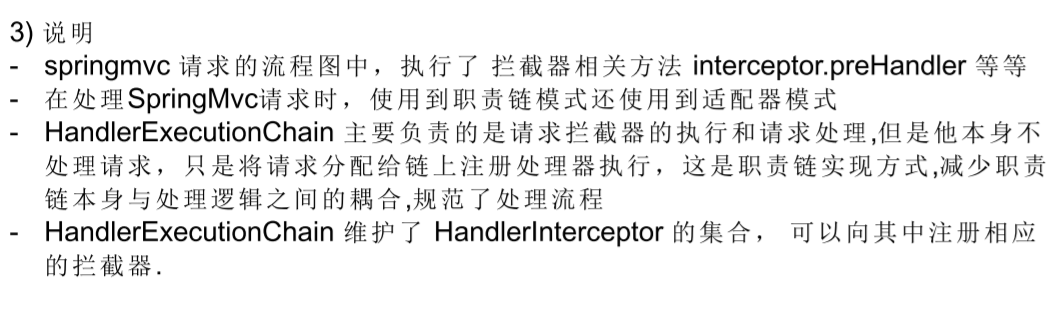 3) 说明
- springmvc 请求的流程图中，执行了 拦截器相关方法 interceptor.preHandler 等等
- 在处理SpringMvc请求时，使用到职责链模式还使用到适配器模式
- HandlerExecutionChain 主要负责的是请求拦截器的执行和请求处理,但是他本身不
处理请求，只是将请求分配给链上注册处理器执行，这是职责链实现方式,减少职责
链本身与处理逻辑之间的耦合,规范了处理流程
- HandlerExecutionChain 维护了 HandlerInterceptor 的集合， 可以向其中注册相应
的拦截器.